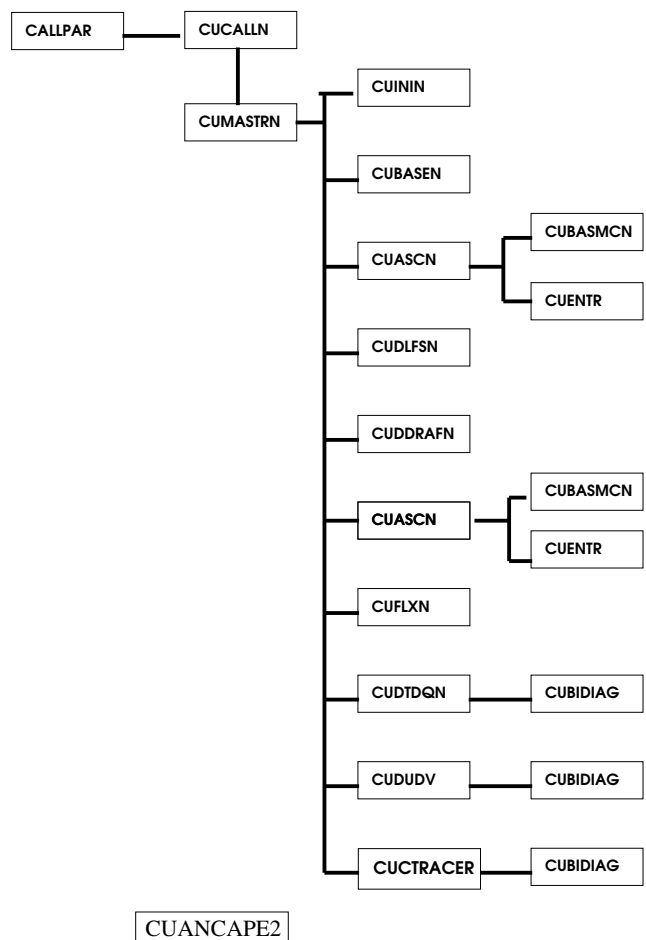 CALLPAR
CUCALLN
CUMASTRN
CUININ
CUBASEN
CUASCN
CUBASMCN
CUENTR
CUDLFSN
CUDDRAFN
CUASCN
CUBASMCN
CUENTR
CUFLXN
CUDTDQN
CUBIDIAG
CUDUDV
CUBIDIAG
CUCTRACER
CUBIDIAG
CUANCAPE2